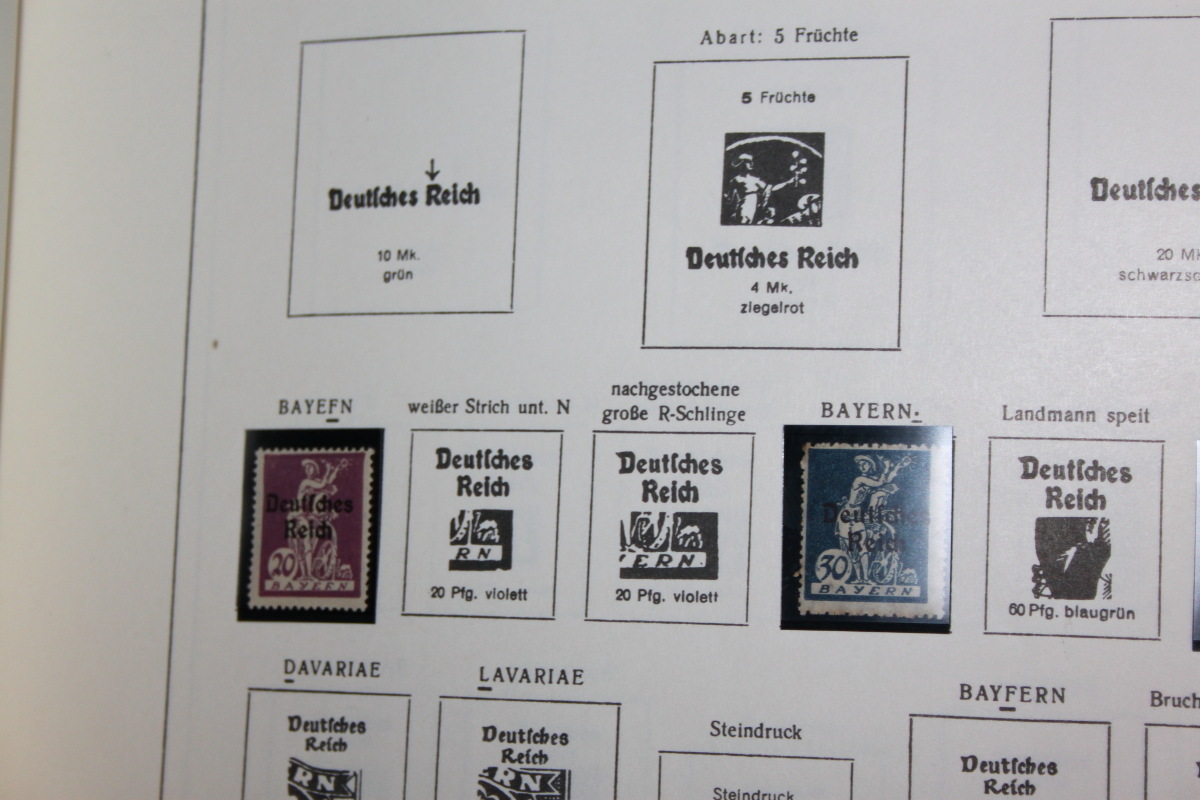 Abart: 5 Früchte
Deutsches Reich
10 Mk.
grün
5 Früchte
Deutsches Reich
4 Mk.
ziegelrot
Deutsches
20
BAYEFN
Deutsches
Reich
20
BAYEFN
weißer Strich unt. N
Deutsches
Reich
RN
20 Pfg. violett
nachgestochene
große R-Schlinge
Deutsches
Reich
ERN.
20 Pfg. violett
BAYERN.
Deutsches
Reich
30
BAYERN
Landmann speit
Deutsches
Reich
60 Pfg. blaugrün
DAVARIAE
Deutsches
Reich
RN
LAVARIAE
Deutsches
Reich
RN
Steindruck
Steindruck
BAYFERN
Deutsches
Reich